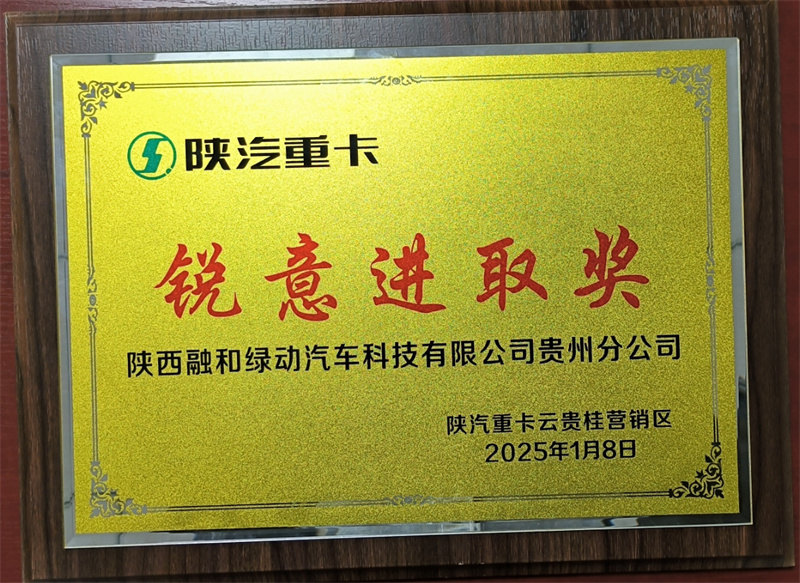 陕汽重卡
锐意进取奖
陕西融和绿动汽车科技有限公司贵州分公司
陕汽重卡云贵桂营销区
2025年1月8日